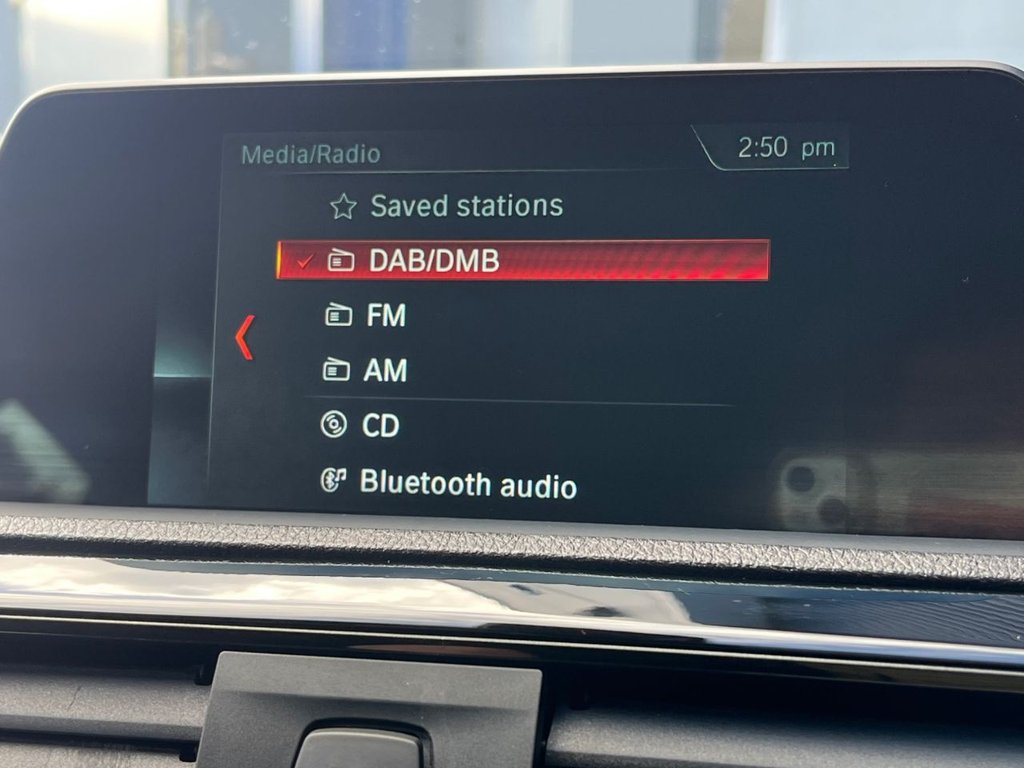 Media/Radio
2:50 pm
Saved stations
DAB/DMB
FM
AM
CD
Bluetooth audio